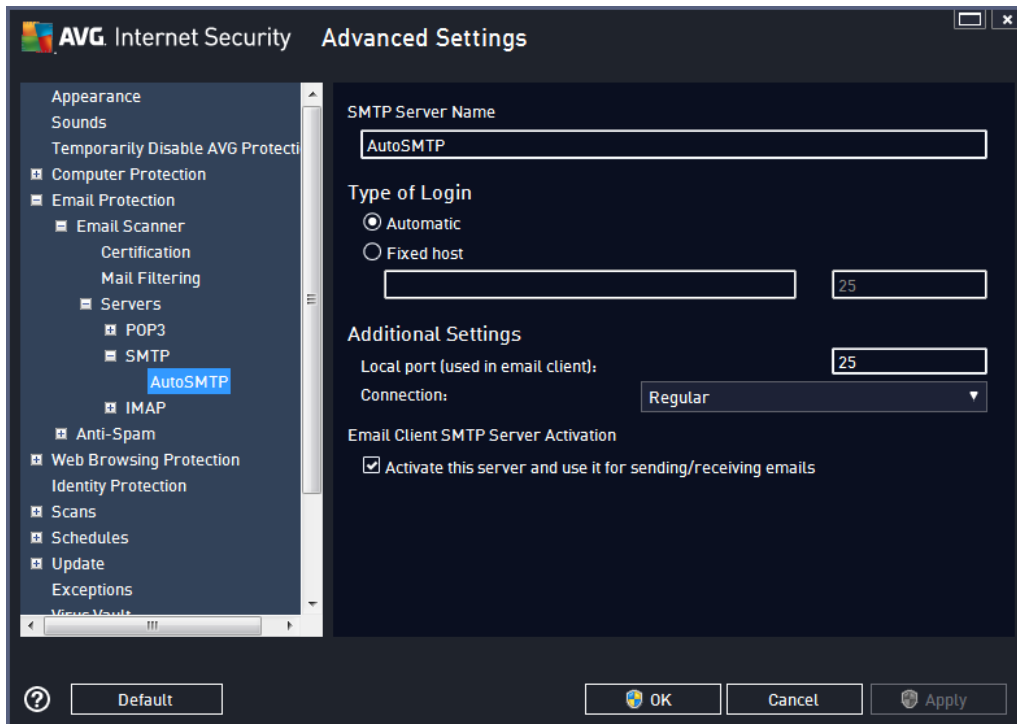 AVG. Internet Security Advanced Settings
Appearance
Sounds
Temporarily Disable AVG Protecti
Computer Protection
Email Protection
Email Scanner
Certification
Mail Filtering
Servers
POP3
SMTP
AutoSMTP
IMAP
Anti-Spam
Web Browsing Protection
Identity Protection
Scans
Schedules
Update
Exceptions
Virus Vault
SMTP Server Name
AutoSMTP
Type of Login
Automatic
Fixed host
25
Additional Settings
Local port (used in email client): 25
Connection: Regular
Email Client SMTP Server Activation
Activate this server and use it for sending/receiving emails
Default OK Cancel Apply